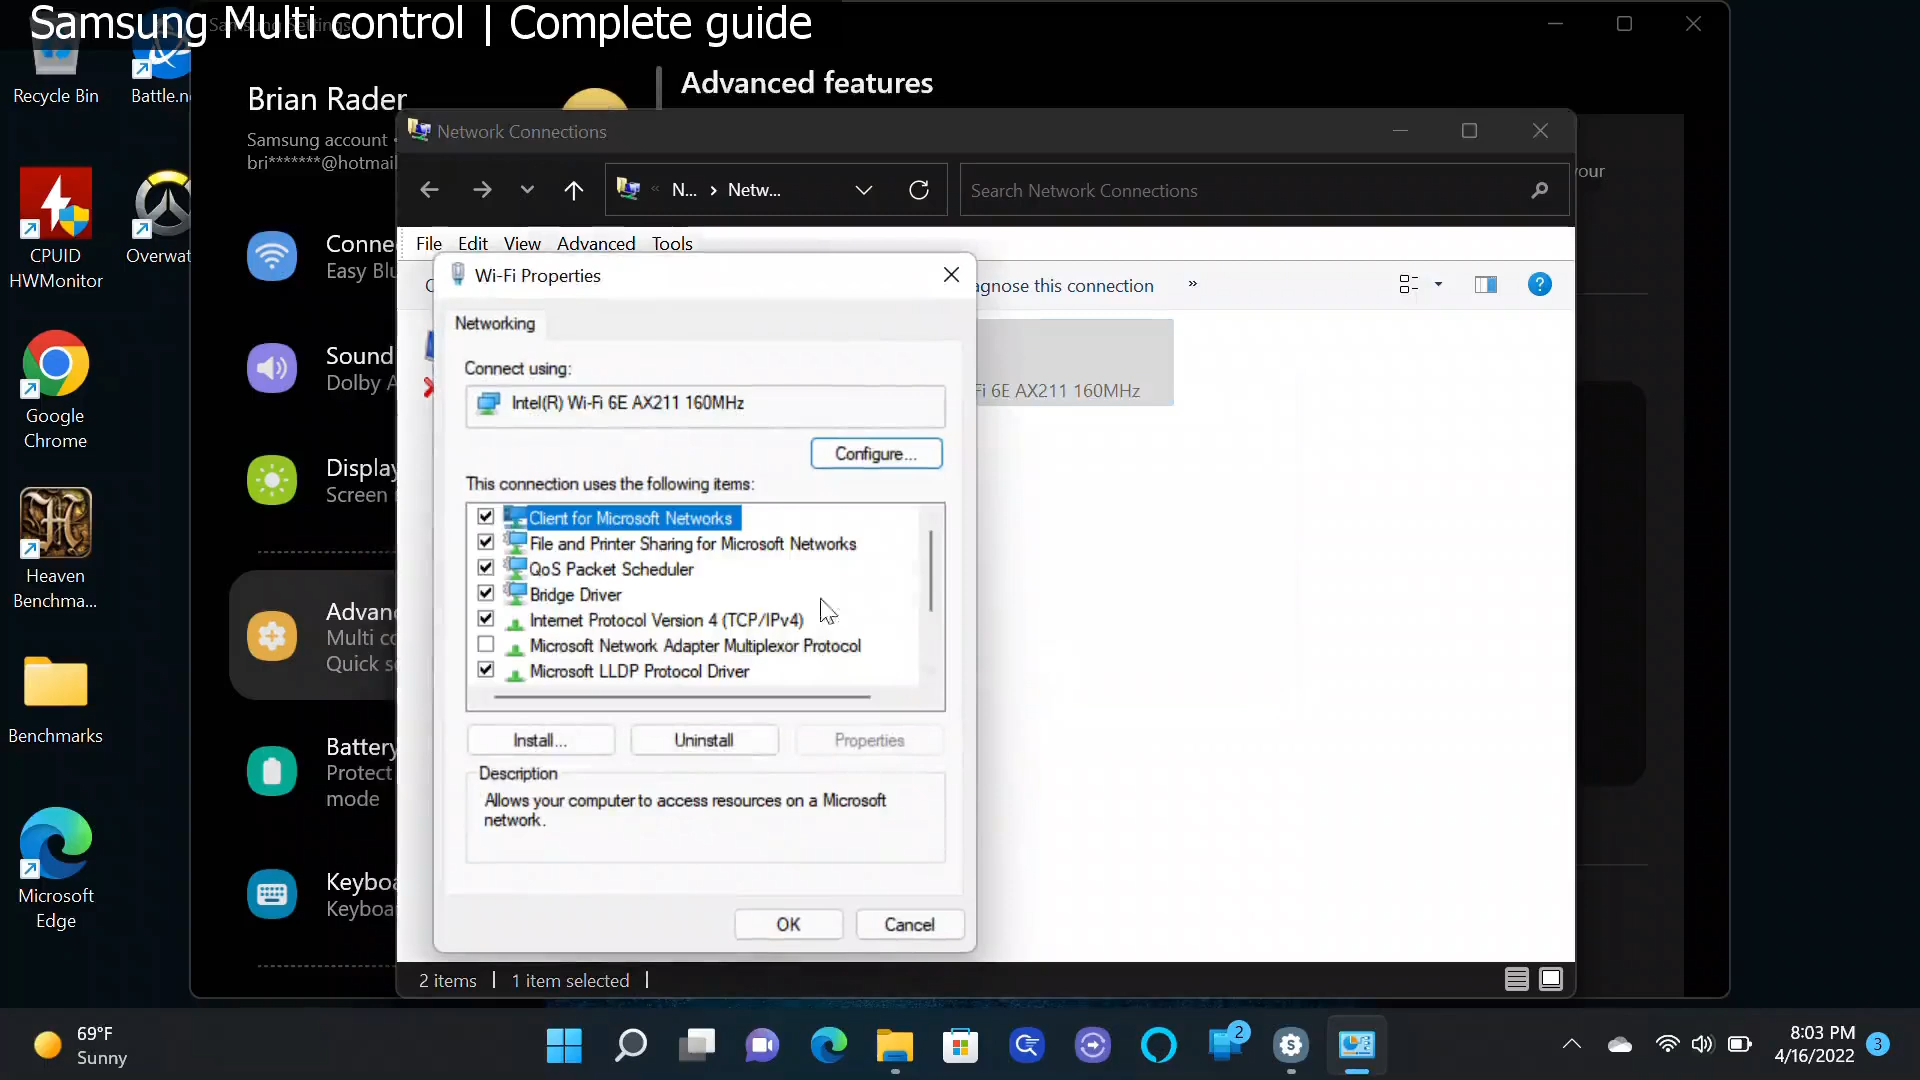 Samsung Multi control | Complete guide
Samsung Settings
Recycle Bin
Battle.n
CPUID
HWMonitor
Overwat
Google
Chrome
Heaven
Benchma...
Benchmarks
Microsoft
Edge
Brian Rader
Samsung account •
bri*******@hotmail
Conne
Easy Blu
Sound
Dolby A
Display
Screen
Advan
Multi co
Quick s
Battery
Protect
mode
Keyboa
Keyboa
Advanced features
your
Network Connections
N... > Netw...
Search Network Connections
File Edit View Advanced Tools
agnose this connection »
Fi 6E AX211 160MHz
Wi-Fi Properties
Networking
Connect using:
Intel(R) Wi-Fi 6E AX211 160MHz
Configure...
This connection uses the following items:
Client for Microsoft Networks
File and Printer Sharing for Microsoft Networks
QoS Packet Scheduler
Bridge Driver
Internet Protocol Version 4 (TCP/IPv4)
Microsoft Network Adapter Multiplexor Protocol
Microsoft LLDP Protocol Driver
Install... Uninstall Properties
Description
Allows your computer to access resources on a Microsoft
network.
OK Cancel
2 items | 1 item selected |
69°F
Sunny
2
8:03 PM
4/16/2022
3